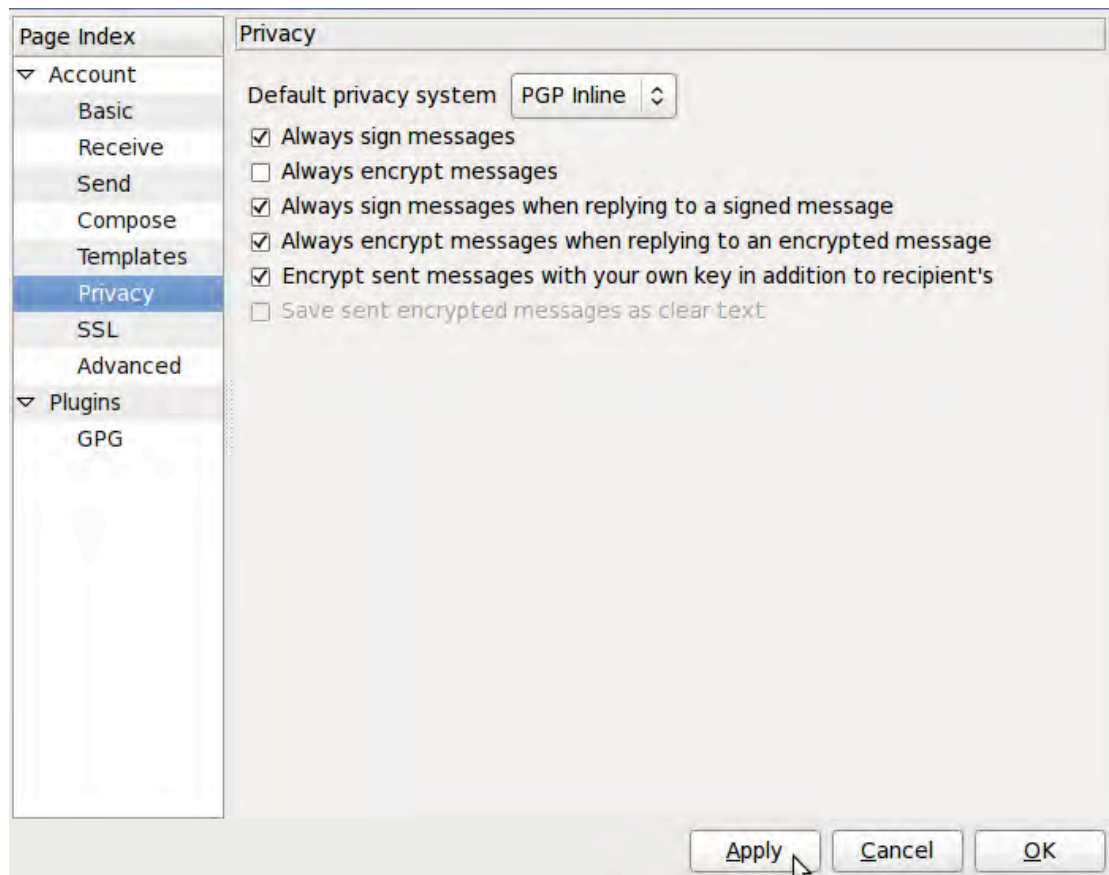 Page Index
Account
Basic
Receive
Send
Compose
Templates
Privacy
SSL
Advanced
Plugins
GPG
Privacy
Default privacy system PGP Inline
Always sign messages
Always encrypt messages
Always sign messages when replying to a signed message
Always encrypt messages when replying to an encrypted message
Encrypt sent messages with your own key in addition to recipient's
Save sent encrypted messages as clear text
Apply Cancel OK